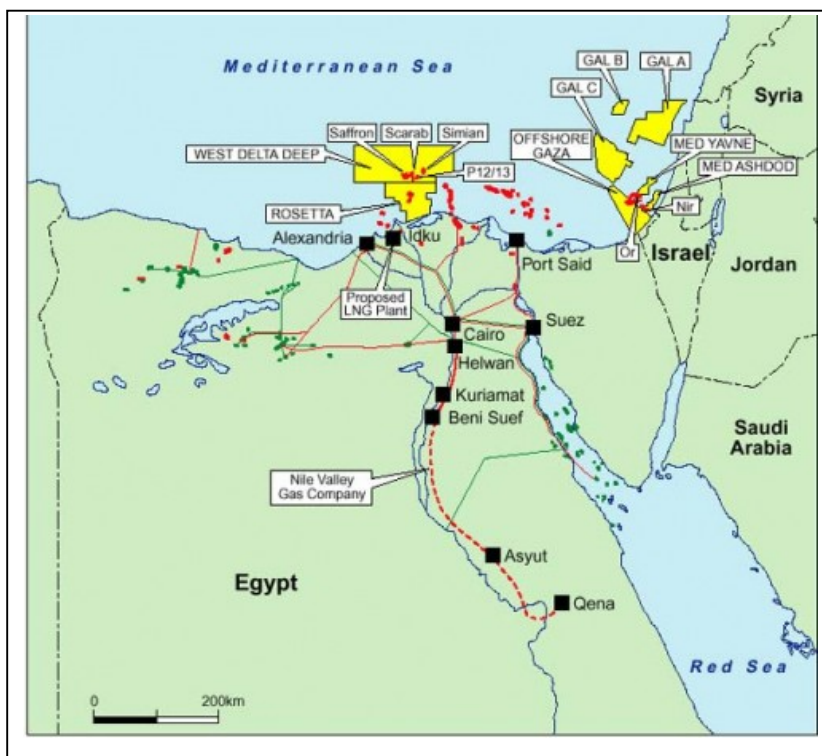 Mediterranean Sea
GAL B
GAL A
GAL C
Syria
Saffron
Scarab
Simian
OFFSHORE
GAZA
MED YAVNE
WEST DELTA DEEP
P12/13
MED ASHDOD
ROSETTA
Nir
Alexandria
Idku
Or
Israel
Port Said
Jordan
Proposed
LNG Plant
Cairo
Suez
Helwan
Kuriamat
Beni Suef
Saudi
Arabia
Nile Valley
Gas Company
Asyut
Egypt
Qena
Red Sea
0
200km